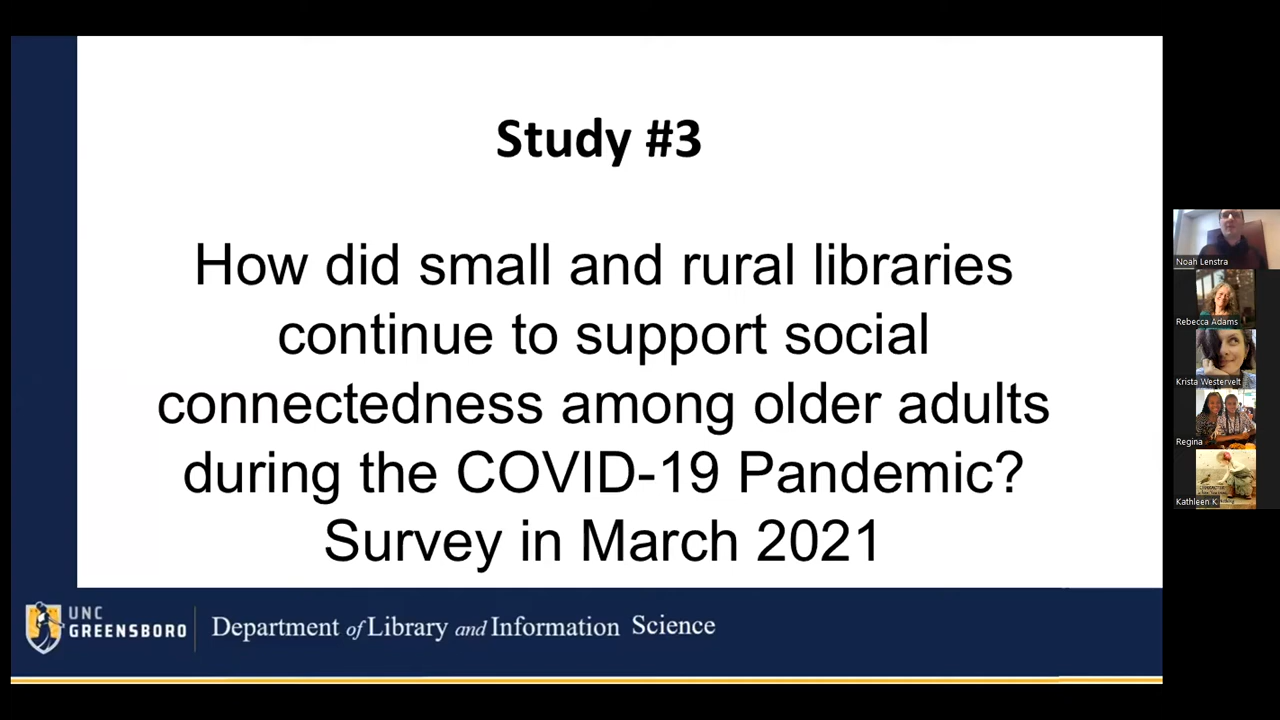 Study #3
How did small and rural libraries
continue to support social
connectedness among older adults
during the COVID-19 Pandemic?
Survey in March 2021
UNC
GREENSBORO
Department of Library and Information Science
Noah Lenstra
Rebecca Adams
Krista Westervelt
Regina
Kathleen K.